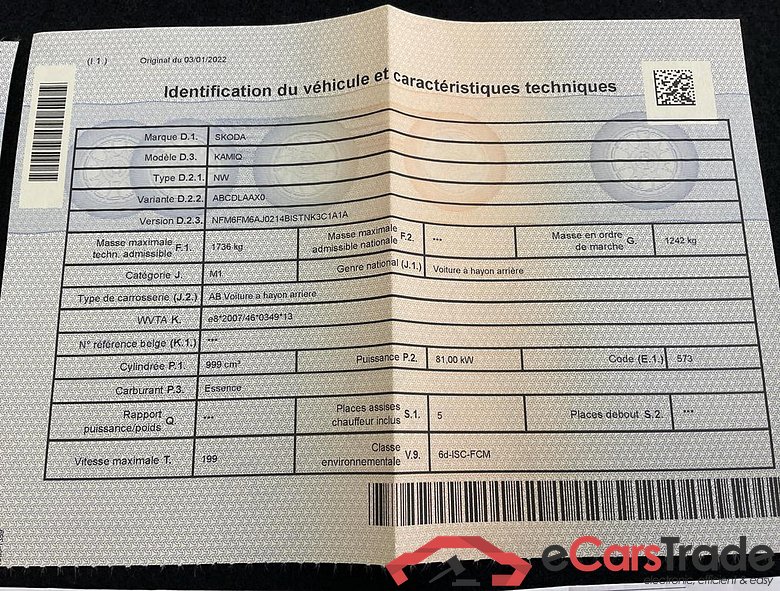 (I.1) Original du 03/01/2022
Identification du véhicule et caractéristiques techniques
Marque D.1. SKODA
Modèle D.3. KAMIQ
Type D.2.1. NW
Variante D.2.2. ABCDLAAX0
Version D.2.3. NFM6FM6AJ0214BISTNK3C1A1A
Masse maximale techn. admissible F.1. 1736 kg Masse maximale admissible nationale F.2. *** Masse en ordre de marche G. 1242 kg
Catégorie J. M1 Genre national (J.1.) Voiture à hayon arrière
Type de carrosserie (J.2.) AB Voiture a hayon arriere
WVTA K. e8*2007/46*0349*13
N° référence belge (K.1.) ***
Cylindrée P.1. 999 cm³ Puissance P.2. 81,00 kW Code (E.1.) 573
Carburant P.3. Essence
Rapport puissance/poids Q. *** Places assises chauffeur inclus S.1. 5 Places debout S.2. ***
Vitesse maximale T. 199 Classe environnementale V.9. 6d-ISC-FCM
eCarsTrade
electronic, efficient & easy